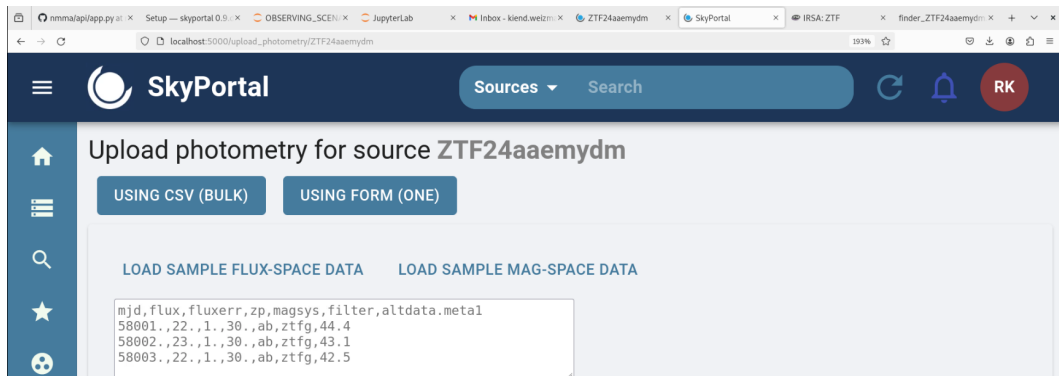 nmma/api/app.py at
Setup — skyportal 0.9.
OBSERVING_SCEN
JupyterLab
Inbox - kiend.weizm
ZTF24aaemydm
SkyPortal
IRSA: ZTF
finder_ZTF24aaemydm
localhost:5000/upload_photometry/ZTF24aaemydm
193%
SkyPortal
Sources
Search
RK
Upload photometry for source ZTF24aaemydm
USING CSV (BULK)
USING FORM (ONE)
LOAD SAMPLE FLUX-SPACE DATA
LOAD SAMPLE MAG-SPACE DATA
mjd,flux,fluxerr,zp,magsys,filter,altdata.meta1
58001.,22.,1.,30.,ab,ztfg,44.4
58002.,23.,1.,30.,ab,ztfg,43.1
58003.,22.,1.,30.,ab,ztfg,42.5